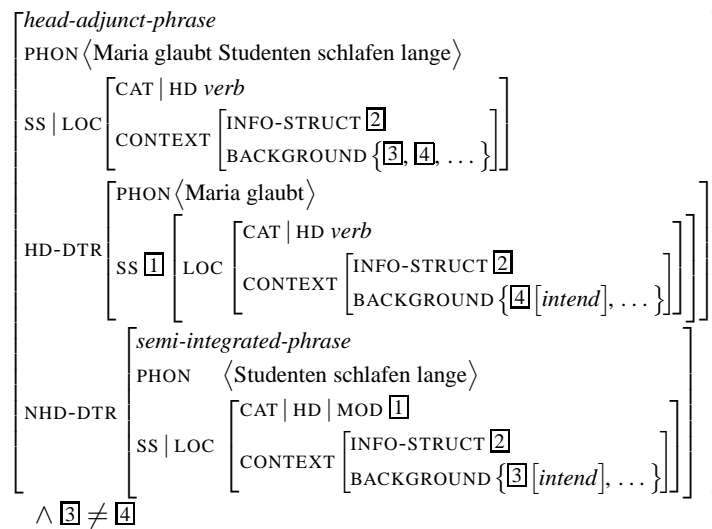 head-adjunct-phrase
PHON ⟨Maria glaubt Studenten schlafen lange⟩
CAT | HD verb
SS | LOC
INFO-STRUCT 2
CONTEXT
BACKGROUND {3, 4, ...}
PHON ⟨Maria glaubt⟩
CAT | HD verb
HD-DTR
SS 1 LOC
INFO-STRUCT 2
CONTEXT
BACKGROUND {4 [intend], ...}
semi-integrated-phrase
PHON ⟨Studenten schlafen lange⟩
NHD-DTR
CAT | HD | MOD 1
SS | LOC
INFO-STRUCT 2
CONTEXT
BACKGROUND {3 [intend], ...}
∧ 3 ≠ 4